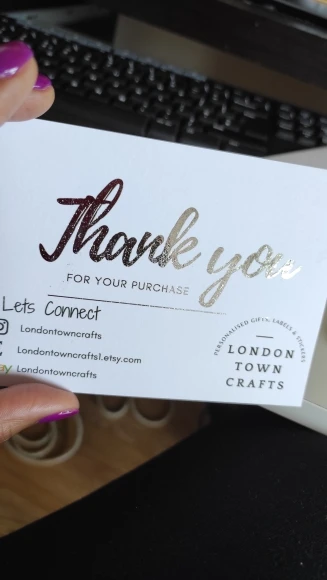 Thank you
FOR YOUR PURCHASE
Lets Connect
Londontowncrafts
Londontowncrafts1.etsy.com
Londontowncrafts
PERSONALISED GIFTS, LABELS & STICKERS
LONDON
TOWN
CRAFTS